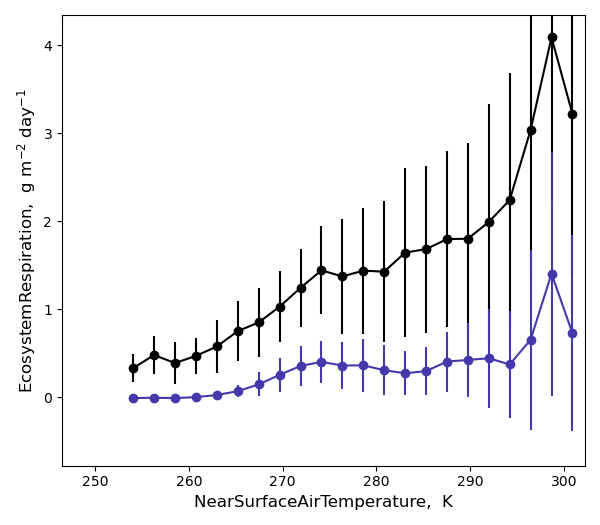 EcosystemRespiration, g m⁻² day⁻¹
4
3
2
1
0
250 260 270 280 290 300
NearSurfaceAirTemperature, K